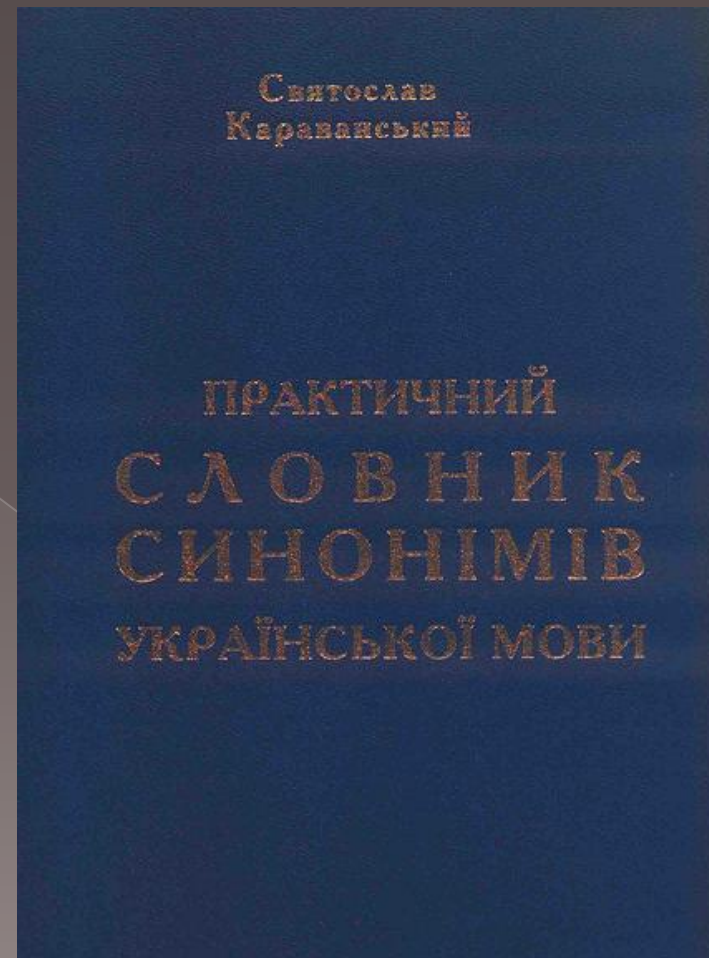 Святослав
Караванський
ПРАКТИЧНИЙ
СЛОВНИК
СИНОНІМІВ
УКРАЇНСЬКОЇ МОВИ